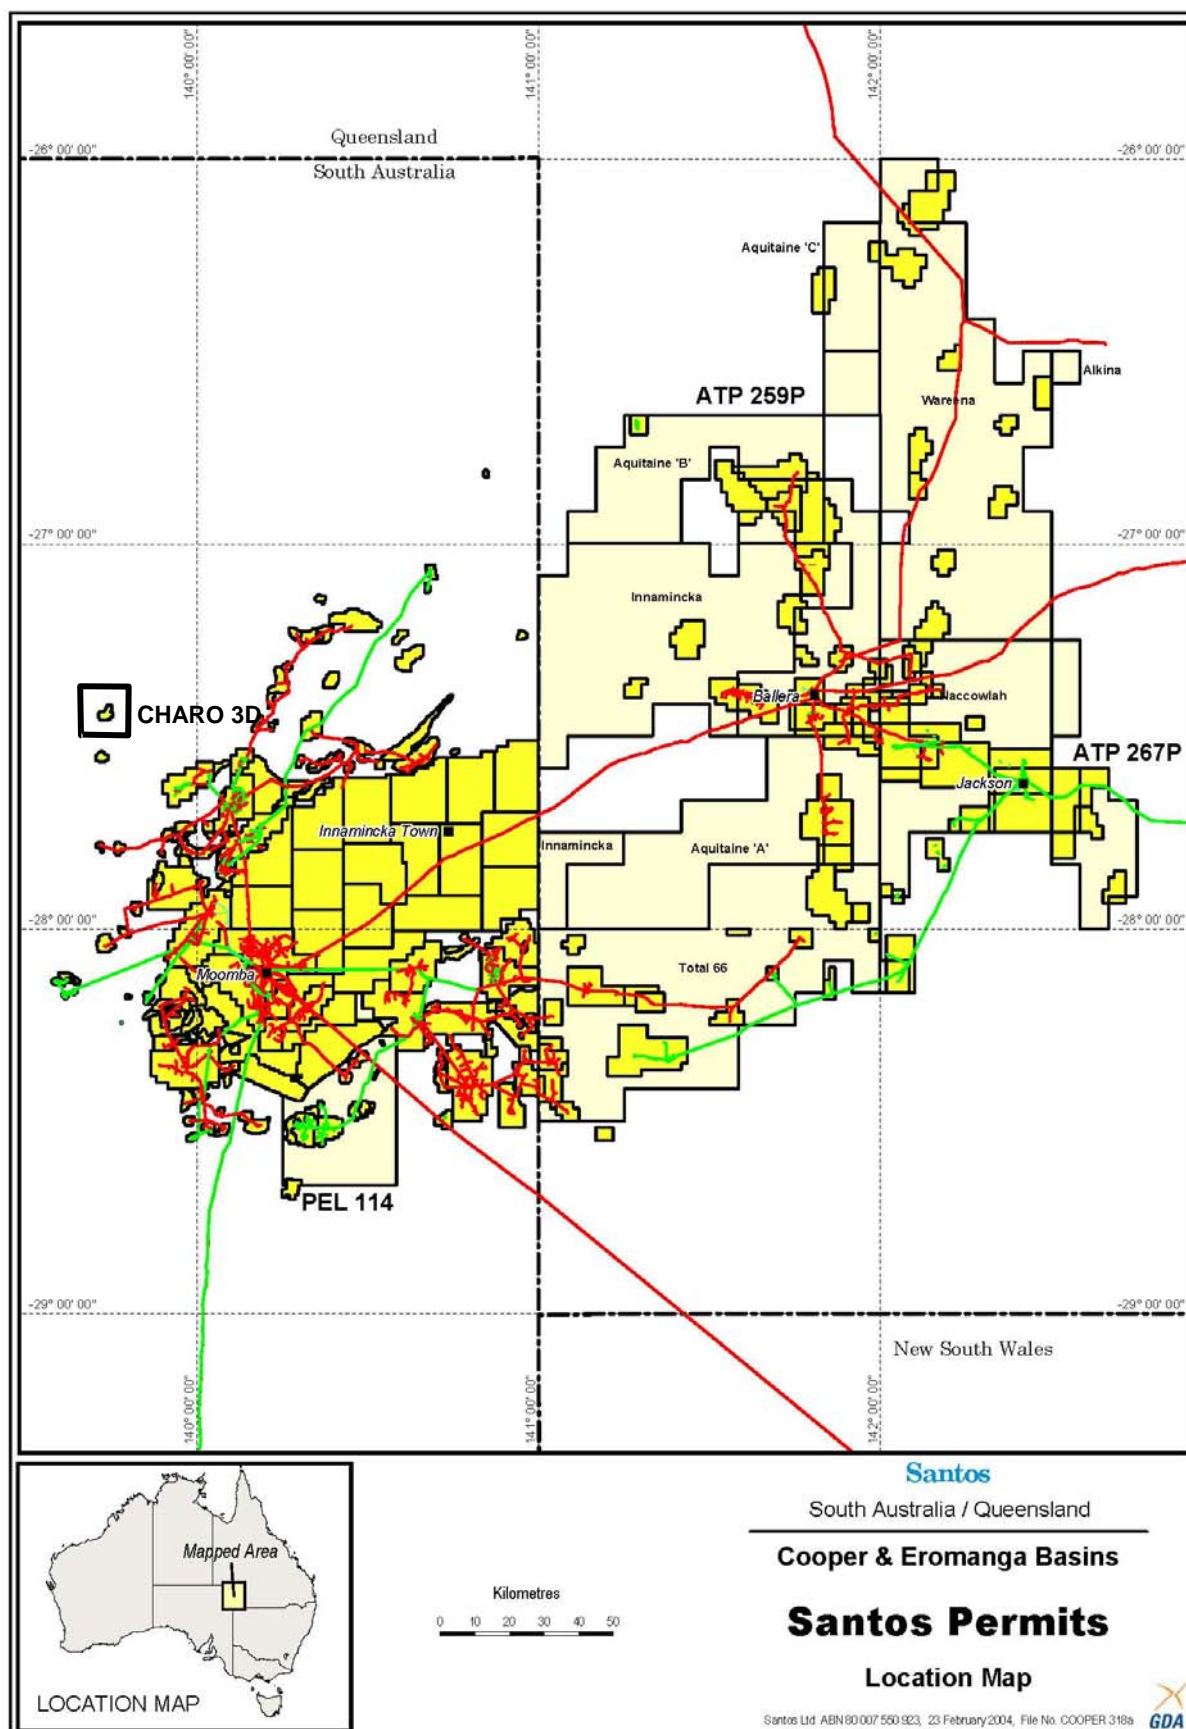 140° 00' 00"
141° 00' 00"
142° 00' 00"
Queensland
-26° 00' 00"
-26° 00' 00"
South Australia
Aquitaine 'C'
Alkina
ATP 259P
Wareena
Aquitaine 'B'
-27° 00' 00"
-27° 00' 00"
Innamincka
Ballera
Naccowlah
CHARO 3D
ATP 267P
Jackson
Innamincka Town
Innamincka
Aquitaine 'A'
-28° 00' 00"
-28° 00' 00"
Moomba
Total 66
PEL 114
-29° 00' 00"
-29° 00' 00"
New South Wales
140° 00' 00"
141° 00' 00"
142° 00' 00"
Santos
South Australia / Queensland
Mapped Area
Cooper & Eromanga Basins
Kilometres
0 10 20 30 40 50
Santos Permits
Location Map
LOCATION MAP
Santos Ltd ABN 80 007 550 923, 23 February 2004, File No. COOPER 318a
GDA